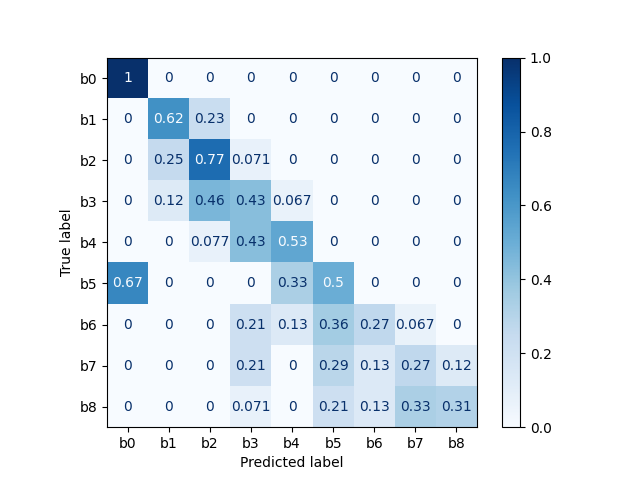 b0 1 0 0 0 0 0 0 0 0
b1 0 0.62 0.23 0 0 0 0 0 0
b2 0 0.25 0.77 0.071 0 0 0 0 0
b3 0 0.12 0.46 0.43 0.067 0 0 0 0
b4 0 0 0.077 0.43 0.53 0 0 0 0
b5 0.67 0 0 0 0.33 0.5 0 0 0
b6 0 0 0 0.21 0.13 0.36 0.27 0.067 0
b7 0 0 0 0.21 0 0.29 0.13 0.27 0.12
b8 0 0 0 0.071 0 0.21 0.13 0.33 0.31
b0 b1 b2 b3 b4 b5 b6 b7 b8
Predicted label
True label
1.0
0.8
0.6
0.4
0.2
0.0